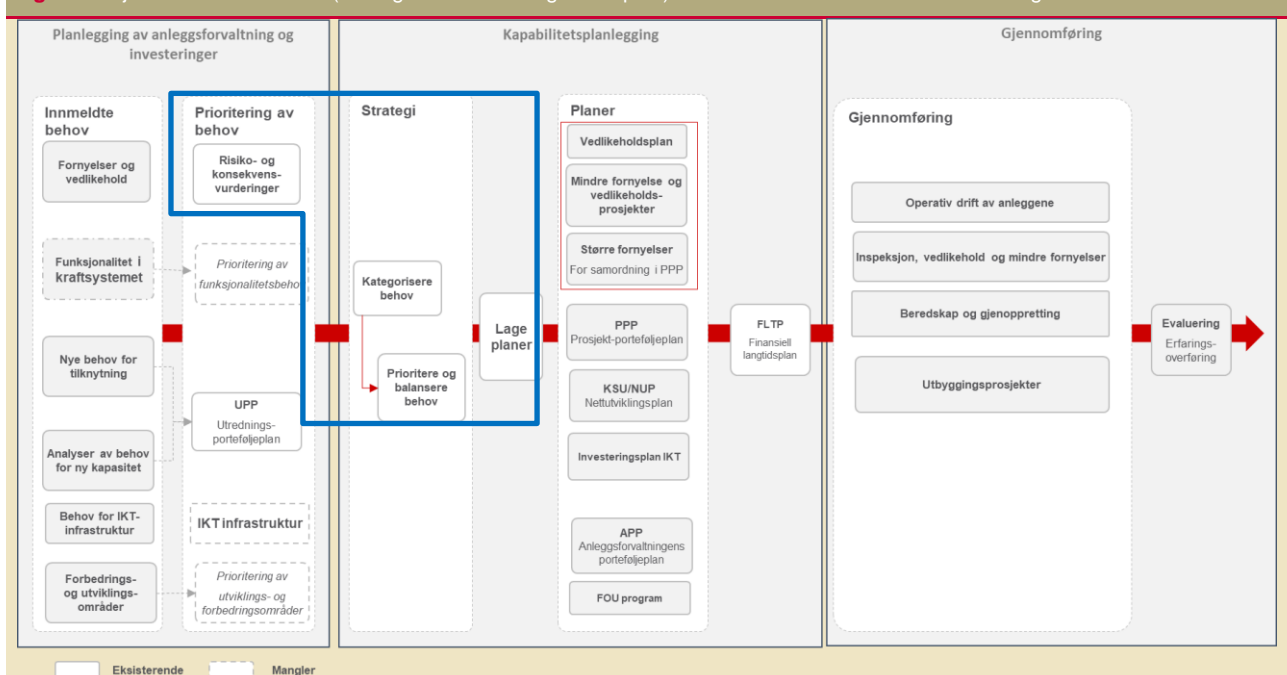 Planlegging av anleggsforvaltning og
investeringer
Kapabilitetsplanlegging
Gjennomføring
Innmeldte
behov
Fornyelser og
vedlikehold
Funksjonalitet i
kraftsystemet
Nye behov for
tilknytning
Analyser av behov
for ny kapasitet
Behov for IKT-
infrastruktur
Forbedrings-
og utviklings-
områder
Prioritering av
behov
Risiko- og
konsekvens-
vurderinger
Prioritering av
funksjonalitetsbehov
UPP
Utrednings-
porteføljeplan
IKT infrastruktur
Prioritering av
utviklings- og
forbedringsområder
Strategi
Kategorisere
behov
Prioritere og
balansere
behov
Lage
planer
Planer
Vedlikeholdsplan
Mindre fornyelse og
vedlikeholds-
prosjekter
Større fornyelser
For samordning i PPP
PPP
Prosjekt-porteføljeplan
KSU/NUP
Nettutviklingsplan
Investeringsplan IKT
APP
Anleggsforvaltningens
porteføljeplan
FOU program
FLTP
Finansiell
langtidsplan
Gjennomføring
Operativ drift av anleggene
Inspeksjon, vedlikehold og mindre fornyelser
Beredskap og gjenoppretting
Utbyggingsprosjekter
Evaluering
Erfarings-
overføring
Eksisterende
Mangler